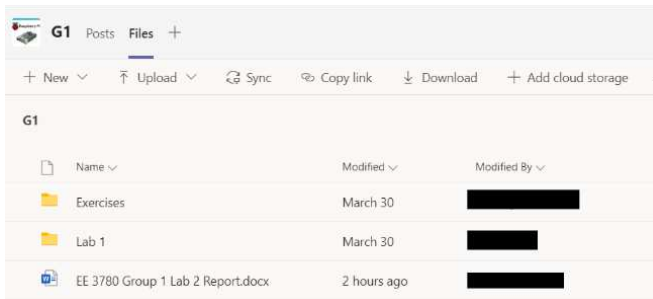 G1 Posts Files +
+ New Upload Sync Copy link Download + Add cloud storage
G1
Name Modified Modified By
Exercises March 30
Lab 1 March 30
EE 3780 Group 1 Lab 2 Report.docx 2 hours ago